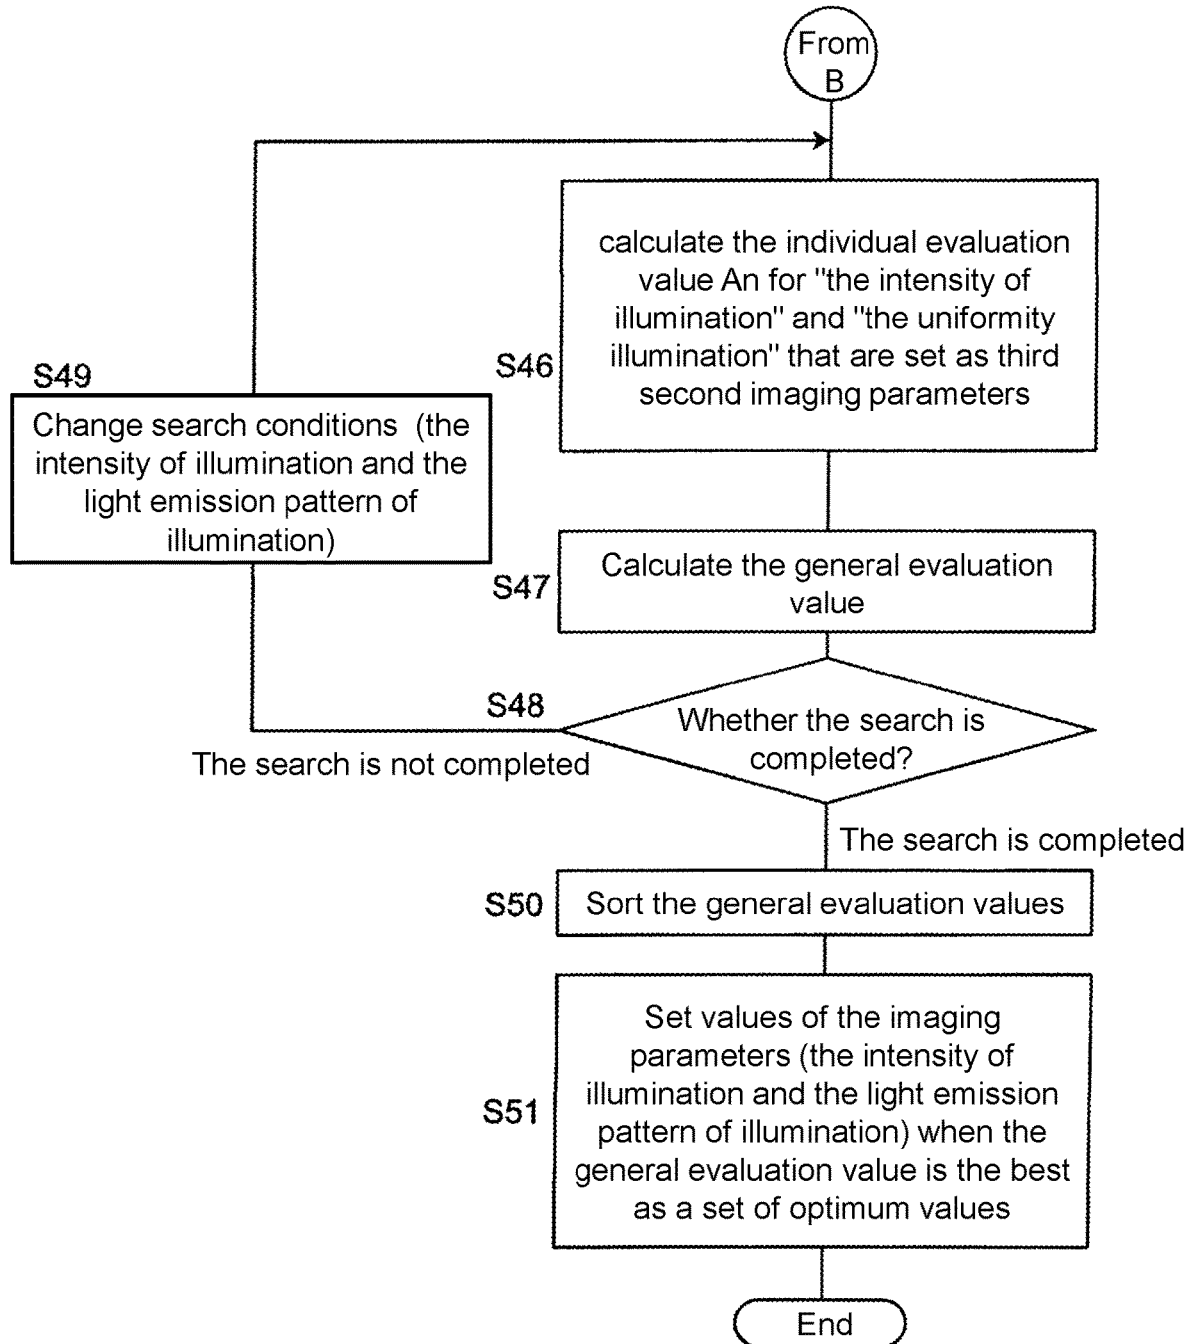 From
B
calculate the individual evaluation
value An for "the intensity of
illumination" and "the uniformity
illumination" that are set as third
second imaging parameters
S46
S49
Change search conditions (the
intensity of illumination and the
light emission pattern of
illumination)
S47
Calculate the general evaluation
value
S48
Whether the search is
completed?
The search is not completed
The search is completed
S50
Sort the general evaluation values
S51
Set values of the imaging
parameters (the intensity of
illumination and the light emission
pattern of illumination) when the
general evaluation value is the best
as a set of optimum values
End